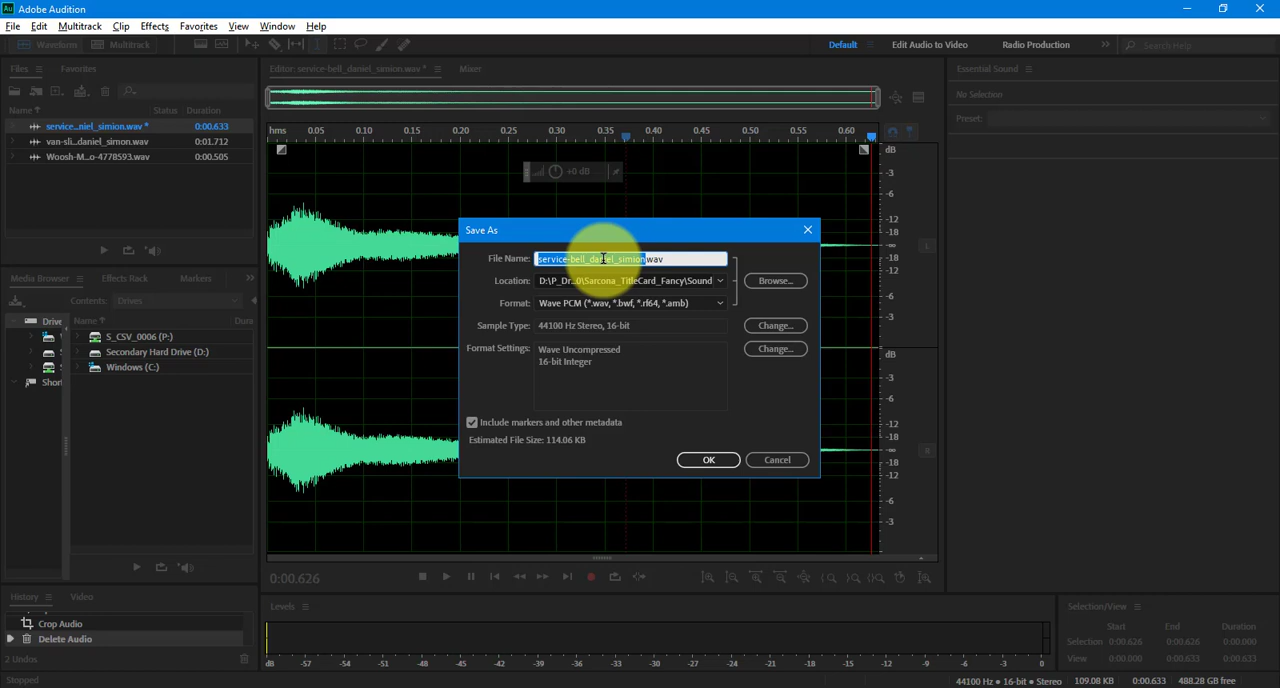 Au Adobe Audition
File Edit Multitrack Clip Effects Favorites View Window Help
Waveform Multitrack Default Edit Audio to Video Radio Production Search Help
Files Favorites Editor: service-bell_daniel_simion.wav * Mixer Essential Sound
No Selection
Name Status Duration
Preset:
service...niel_simion.wav * 0:00.633
hms 0.05 0.10 0.15 0.20 0.25 0.30 0.35 0.40 0.45 0.50 0.55 0.60
van-sli...daniel_simon.wav 0:01.712
Woosh-M...o-4778593.wav 0:00.505
dB
-3
-6
-12
-18
-∞
-18
-12
-6
-3
+0 dB
L
Save As
File Name: service-bell_daniel_simion.wav
Location: D:\P_Dr...0\Sarcona_TitleCard_Fancy\Sound Browse...
Format: Wave PCM (*.wav, *.bwf, *.rf64, *.amb)
Sample Type: 44100 Hz Stereo, 16-bit Change...
Format Settings: Wave Uncompressed Change...
16-bit Integer
Include markers and other metadata
Estimated File Size: 114.06 KB
OK Cancel
Media Browser Effects Rack Markers
Contents: Drives
Drive Name Dura
S_CSV_0006 (P:)
Secondary Hard Drive (D:)
Windows (C:)
Short
dB
-3
-6
-12
-18
-∞
-18
-12
-6
-3
R
0:00.626
History Video
Crop Audio
Delete Audio
2 Undos
Levels
dB -57 -54 -51 -48 -45 -42 -39 -36 -33 -30 -27 -24 -21 -18 -15 -12 -9 -6 -3 0
Selection/View
Start End Duration
Selection 0:00.626 0:00.626 0:00.000
View 0:00.000 0:00.633 0:00.633
Stopped 44100 Hz • 16-bit • Stereo 109.08 KB 0:00.633 488.28 GB free